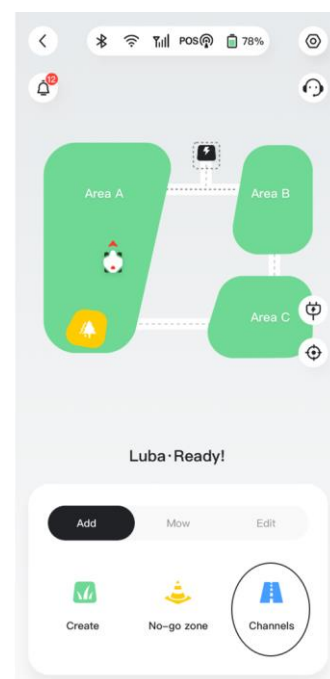 POS 78%
12
Area A
Area B
Area C
Luba·Ready!
Add Mow Edit
Create No-go zone Channels